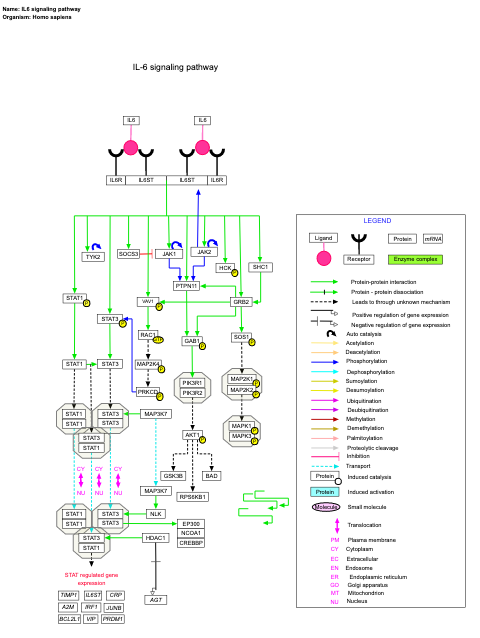 Name: IL6 signaling pathway
Organism: Homo sapiens
IL-6 signaling pathway
IL6
IL6
IL6R
IL6ST
IL6ST
IL6R
TYK2
SOCS3
JAK1
JAK2
HCK
P
SHC1
PTPN11
STAT1
P
VAV1
P
GRB2
STAT3
P
RAC1
GTP
GAB1
P
SOS1
P
STAT1
STAT3
MAP2K4
P
PRKCD
P
PIK3R1
PIK3R2
MAP2K1
P
MAP2K2
P
STAT1
STAT3
STAT1
STAT3
STAT3
STAT1
MAP3K7
MAPK1
P
MAPK3
P
AKT1
P
CY
CY
CY
NU
NU
NU
GSK3B
BAD
RPS6KB1
MAP3K7
NLK
STAT1
STAT3
STAT1
STAT3
STAT3
STAT1
EP300
NCOA1
CREBBP
HDAC1
STAT regulated gene
expression
TIMP1
IL6ST
CRP
A2M
IRF1
JUNB
BCL2L1
VIP
PRDM1
AGT
LEGEND
Ligand
Receptor
Protein
mRNA
Enzyme complex
Protein-protein interaction
Protein - protein dissociation
Leads to through unknown mechanism
Positive regulation of gene expression
Negative regulation of gene expression
Auto catalysis
Acetylation
Deacetylation
Phosphorylation
Dephosphorylation
Sumoylation
Desumoylation
Ubiquitination
Deubiquitination
Methylation
Demethylation
Palmitoylation
Proteolytic cleavage
Inhibition
Transport
Protein
Induced catalysis
Protein
Induced activation
Molecule
Small molecule
Translocation
PM Plasma membrane
CY Cytoplasm
EC Extracellular
EN Endosome
ER Endoplasmic reticulum
GO Golgi apparatus
MT Mitochondrion
NU Nucleus